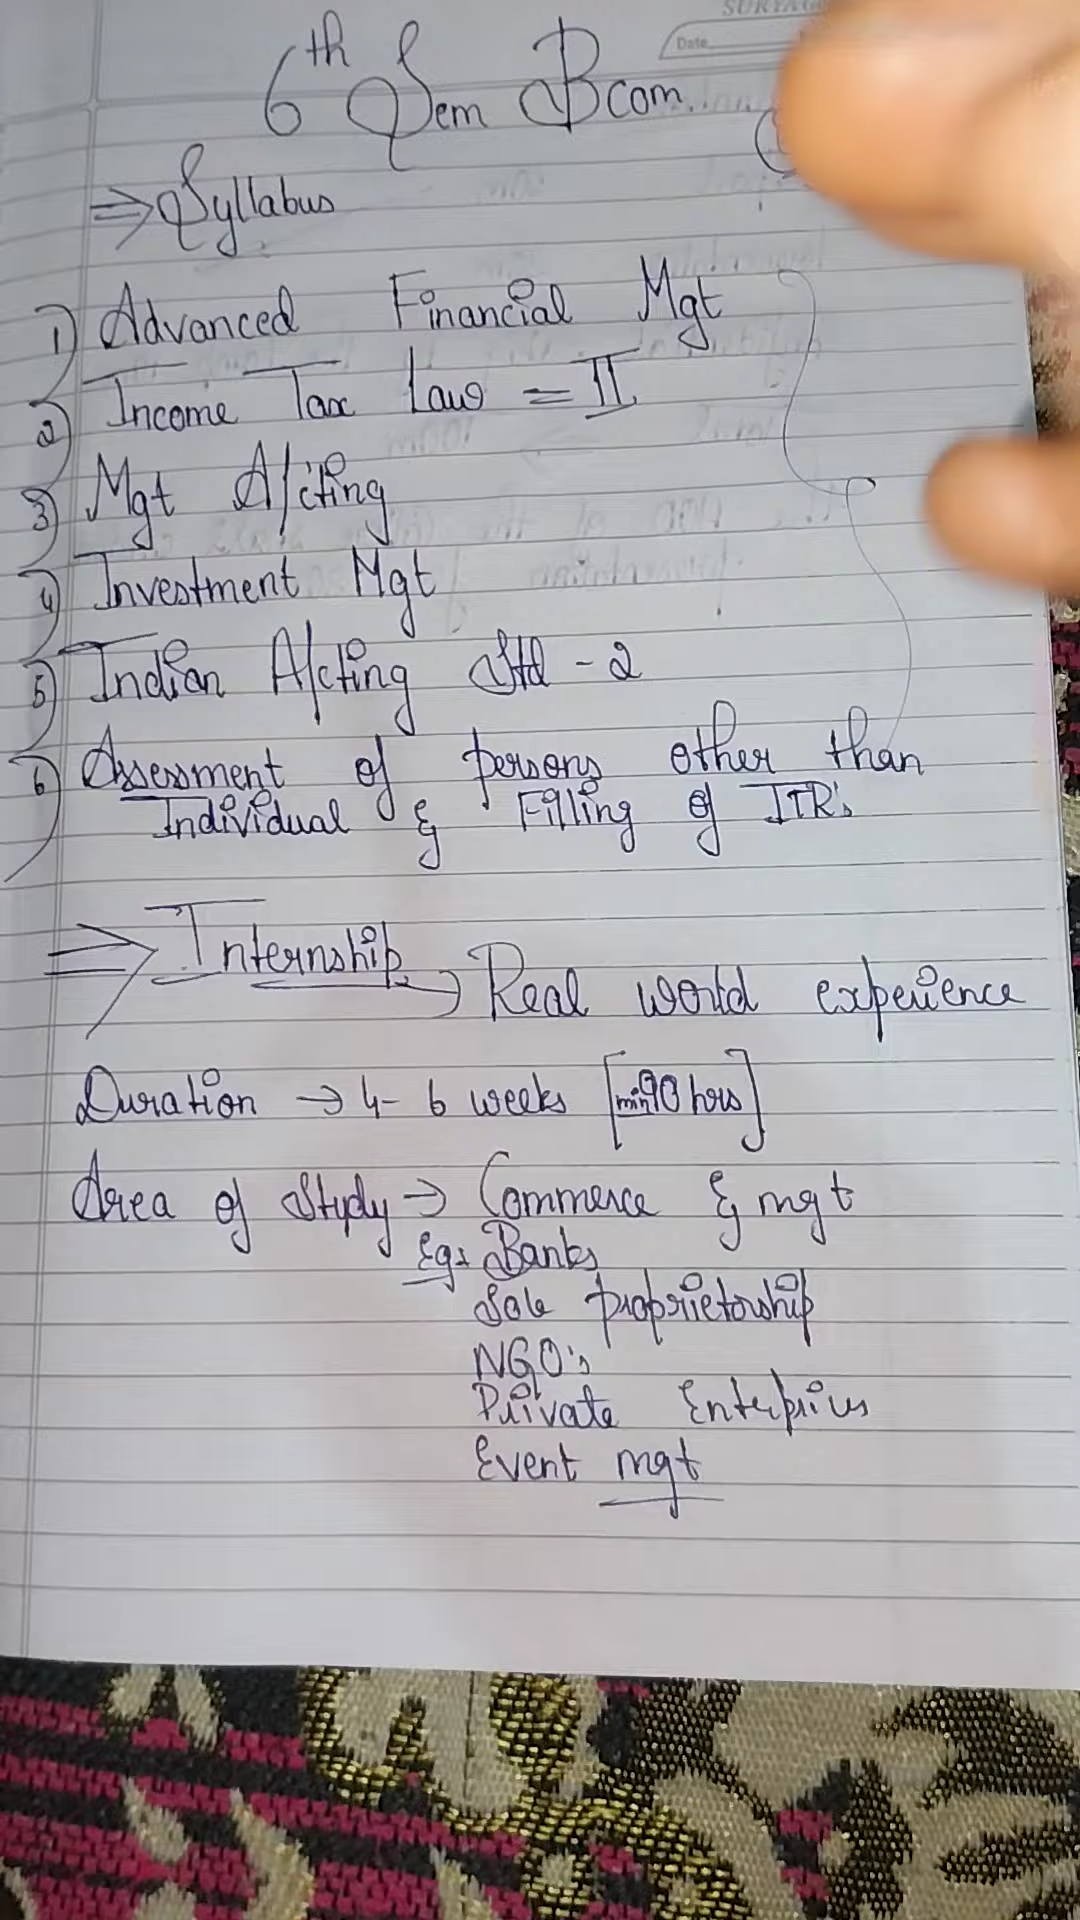 6th Sem Bcom.
Date
⇒ Syllabus
1) Advanced Financial Mgt
2) Income Tax Law = II
3) Mgt A/cting
4) Investment Mgt
5) Indian A/cting Std - 2
6) Assessment of persons other than
Individual & Filling of ITR's
⇒ Internship → Real world experience
Duration → 4 - 6 weeks [min 90 hrs]
Area of Study → Commerce & mgt
Eg: Banks
Sole proprietorship
NGO's
Private Enterprises
Event mgt